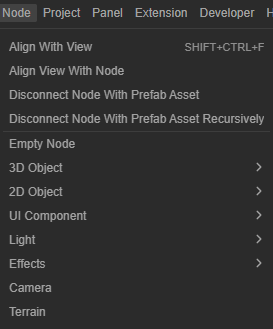 Node Project Panel Extension Developer H
Align With View SHIFT+CTRL+F
Align View With Node
Disconnect Node With Prefab Asset
Disconnect Node With Prefab Asset Recursively
Empty Node
3D Object
2D Object
UI Component
Light
Effects
Camera
Terrain